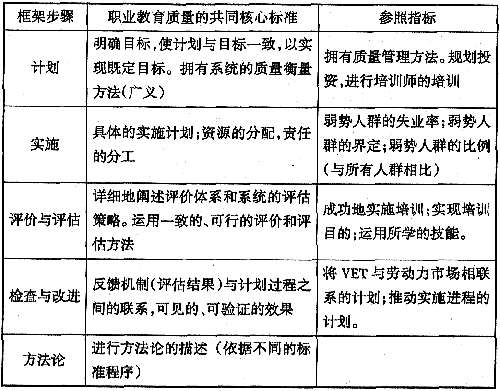 框架步骤
职业教育质量的共同核心标准
参照指标
计划
明确目标,使计划与目标一致,以实
现既定目标。拥有系统的质量衡量
方法(广义)
拥有质量管理方法。规划投
资,进行培训师的培训
实施
具体的实施计划;资源的分配,责任
的分工
弱势人群的失业率;弱势人
群的界定;弱势人群的比例
(与所有人群相比)
评价与评估
详细地阐述评价体系和系统的评估
策略。运用一致的、可行的评价和评
估方法
成功地实施培训;实现培训
目的;运用所学的技能。
检查与改进
反馈机制(评估结果)与计划过程之
间的联系,可见的、可验证的效果
将 VET 与劳动力市场相联
系的计划;推动实施进程的
计划。
方法论
进行方法论的描述 (依据不同的标
准程序)